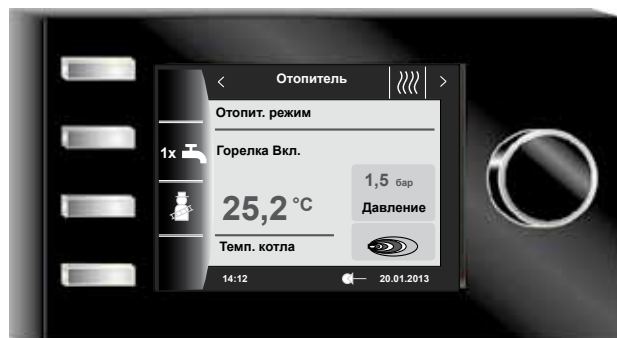 < Отопитель >
Отопит. режим
1x
Горелка Вкл.
1,5 бар
25,2 °C
Давление
Темп. котла
14:12 20.01.2013